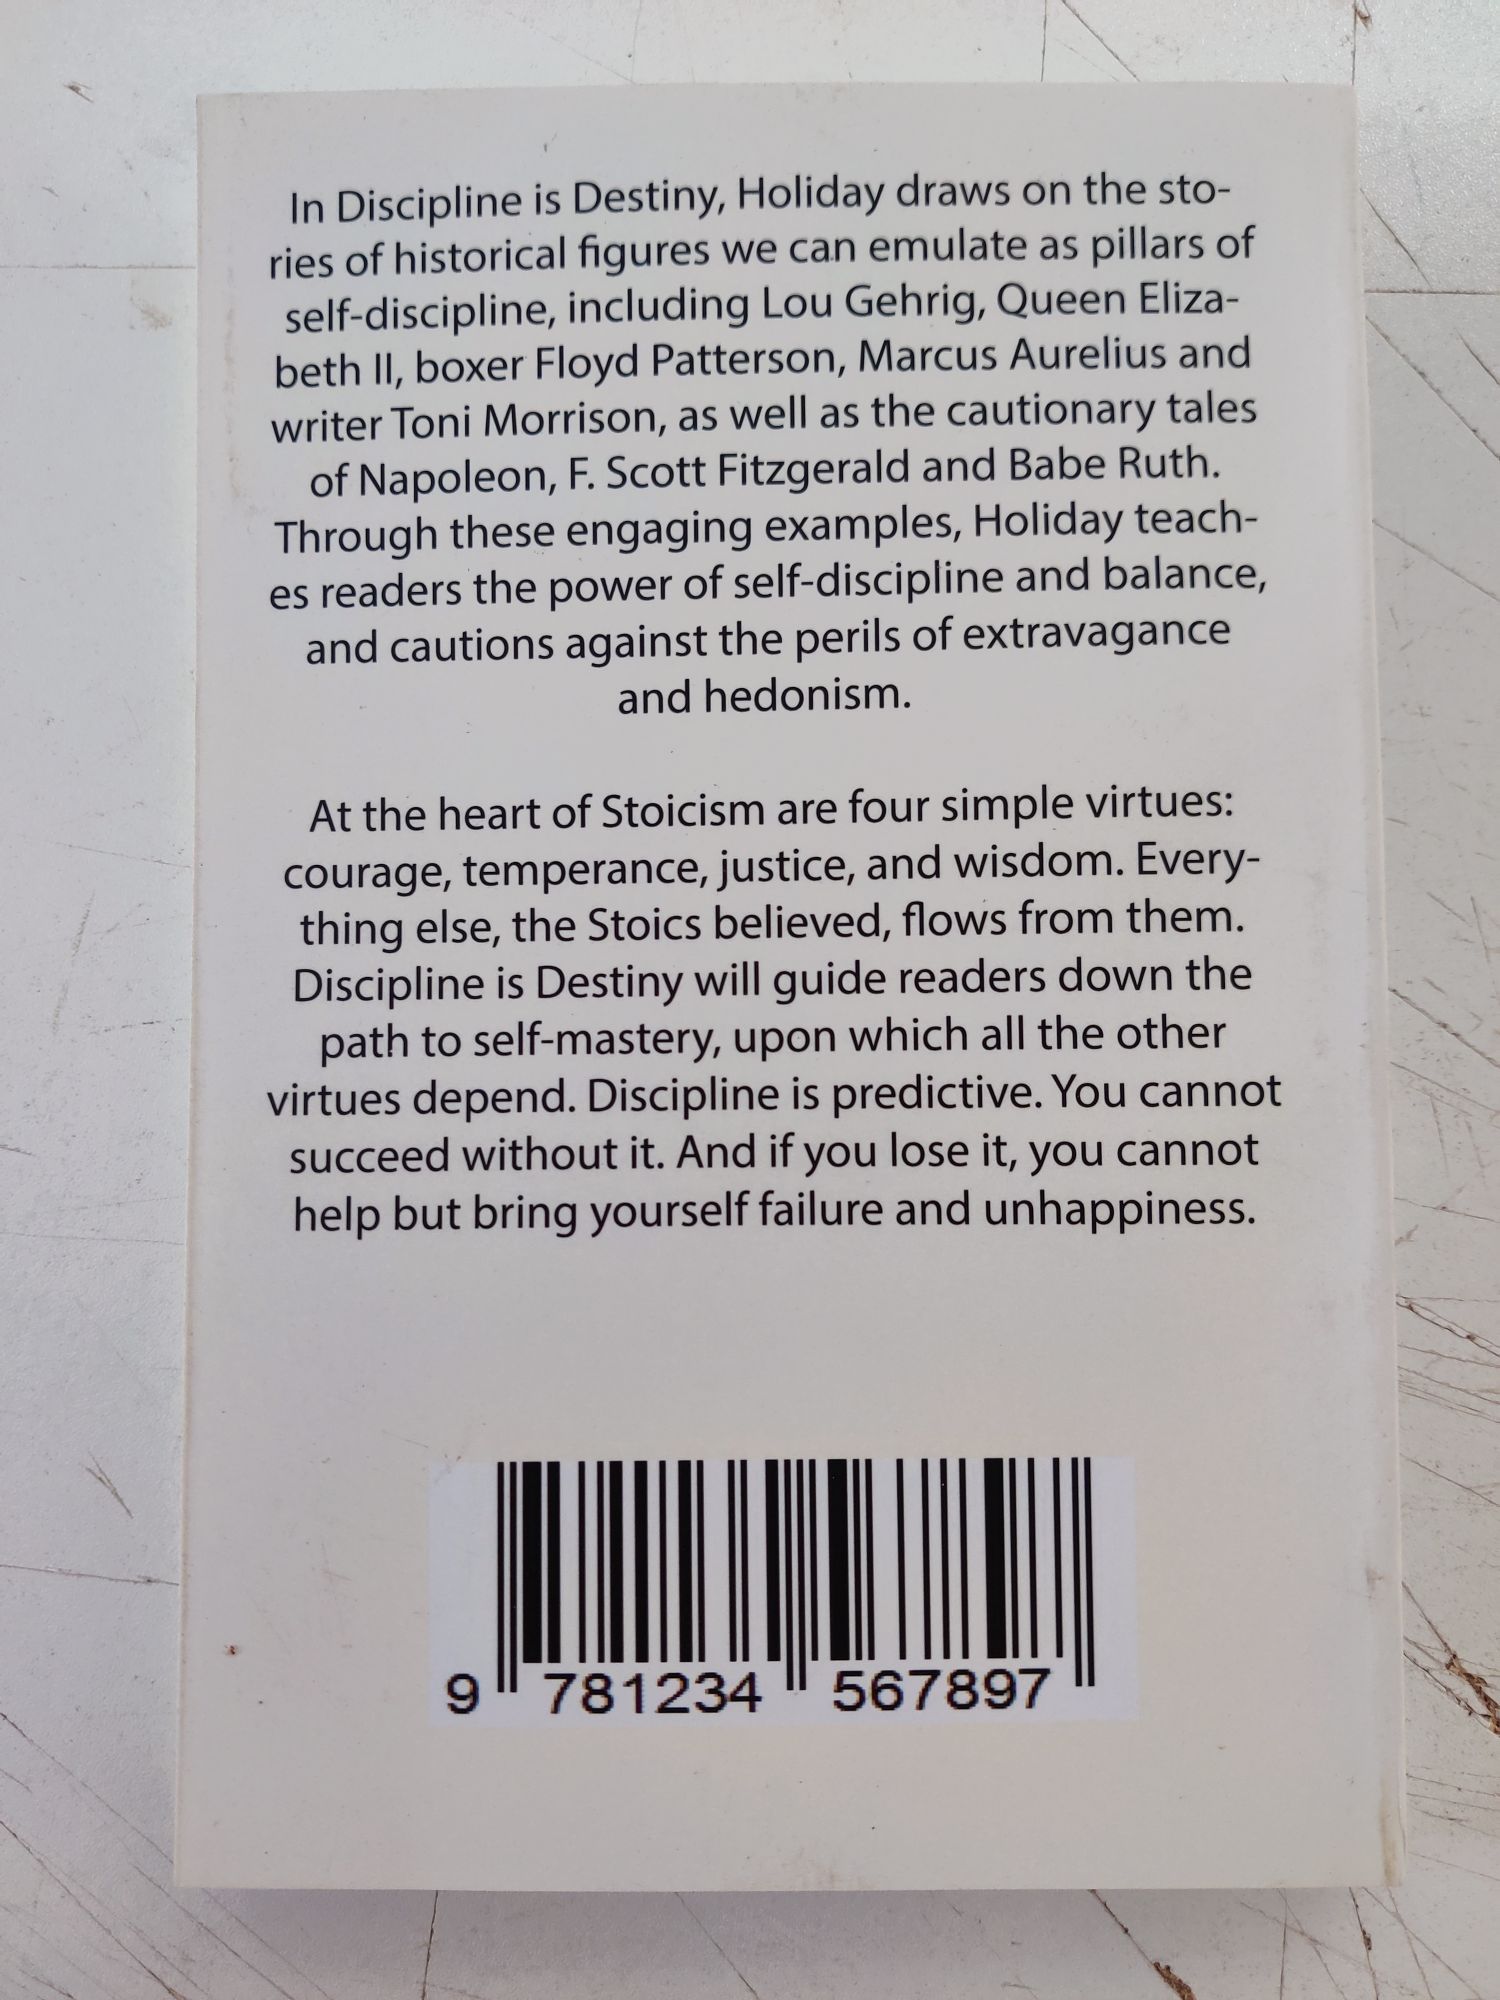 In Discipline is Destiny, Holiday draws on the sto-
ries of historical figures we can emulate as pillars of
self-discipline, including Lou Gehrig, Queen Eliza-
beth II, boxer Floyd Patterson, Marcus Aurelius and
writer Toni Morrison, as well as the cautionary tales
of Napoleon, F. Scott Fitzgerald and Babe Ruth.
Through these engaging examples, Holiday teach-
es readers the power of self-discipline and balance,
and cautions against the perils of extravagance
and hedonism.
At the heart of Stoicism are four simple virtues:
courage, temperance, justice, and wisdom. Every-
thing else, the Stoics believed, flows from them.
Discipline is Destiny will guide readers down the
path to self-mastery, upon which all the other
virtues depend. Discipline is predictive. You cannot
succeed without it. And if you lose it, you cannot
help but bring yourself failure and unhappiness.
9 781234 567897